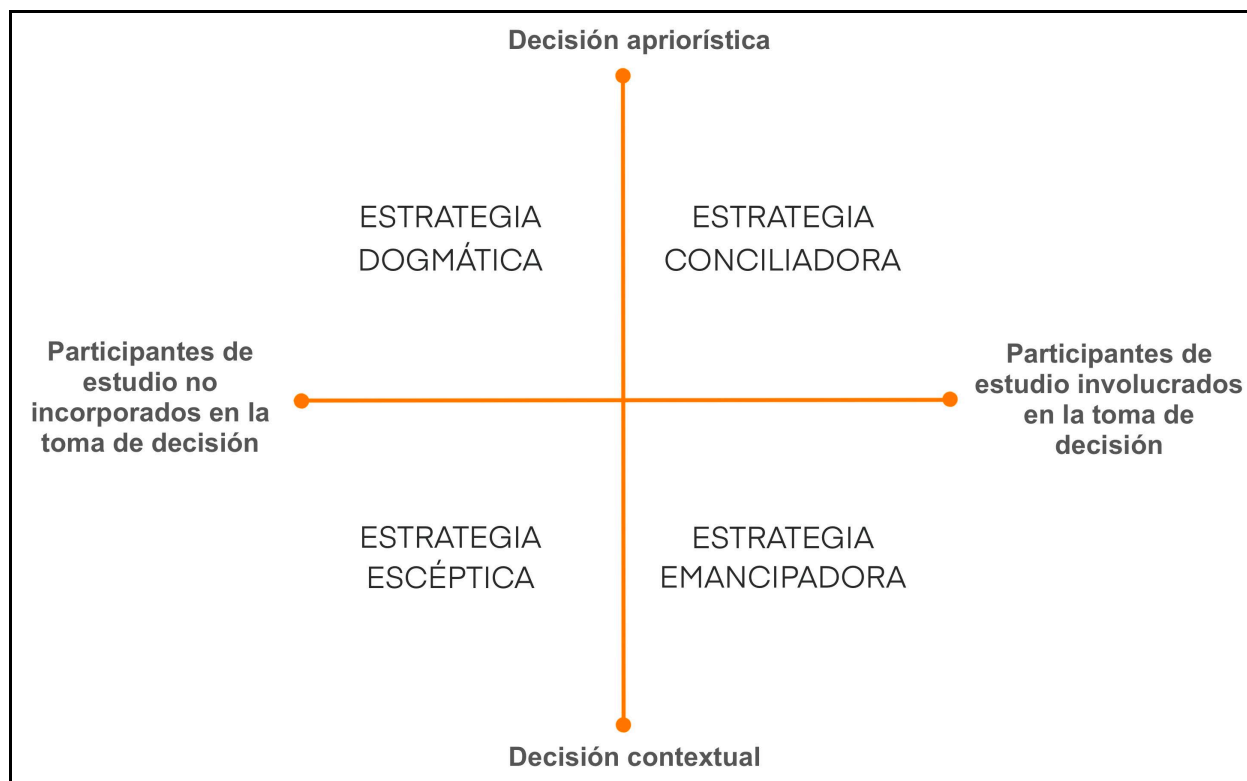 Decisión apriorística
ESTRATEGIA
DOGMÁTICA
ESTRATEGIA
CONCILIADORA
Participantes de
estudio no
incorporados en la
toma de decisión
Participantes de
estudio involucrados
en la toma de
decisión
ESTRATEGIA
ESCÉPTICA
ESTRATEGIA
EMANCIPADORA
Decisión contextual